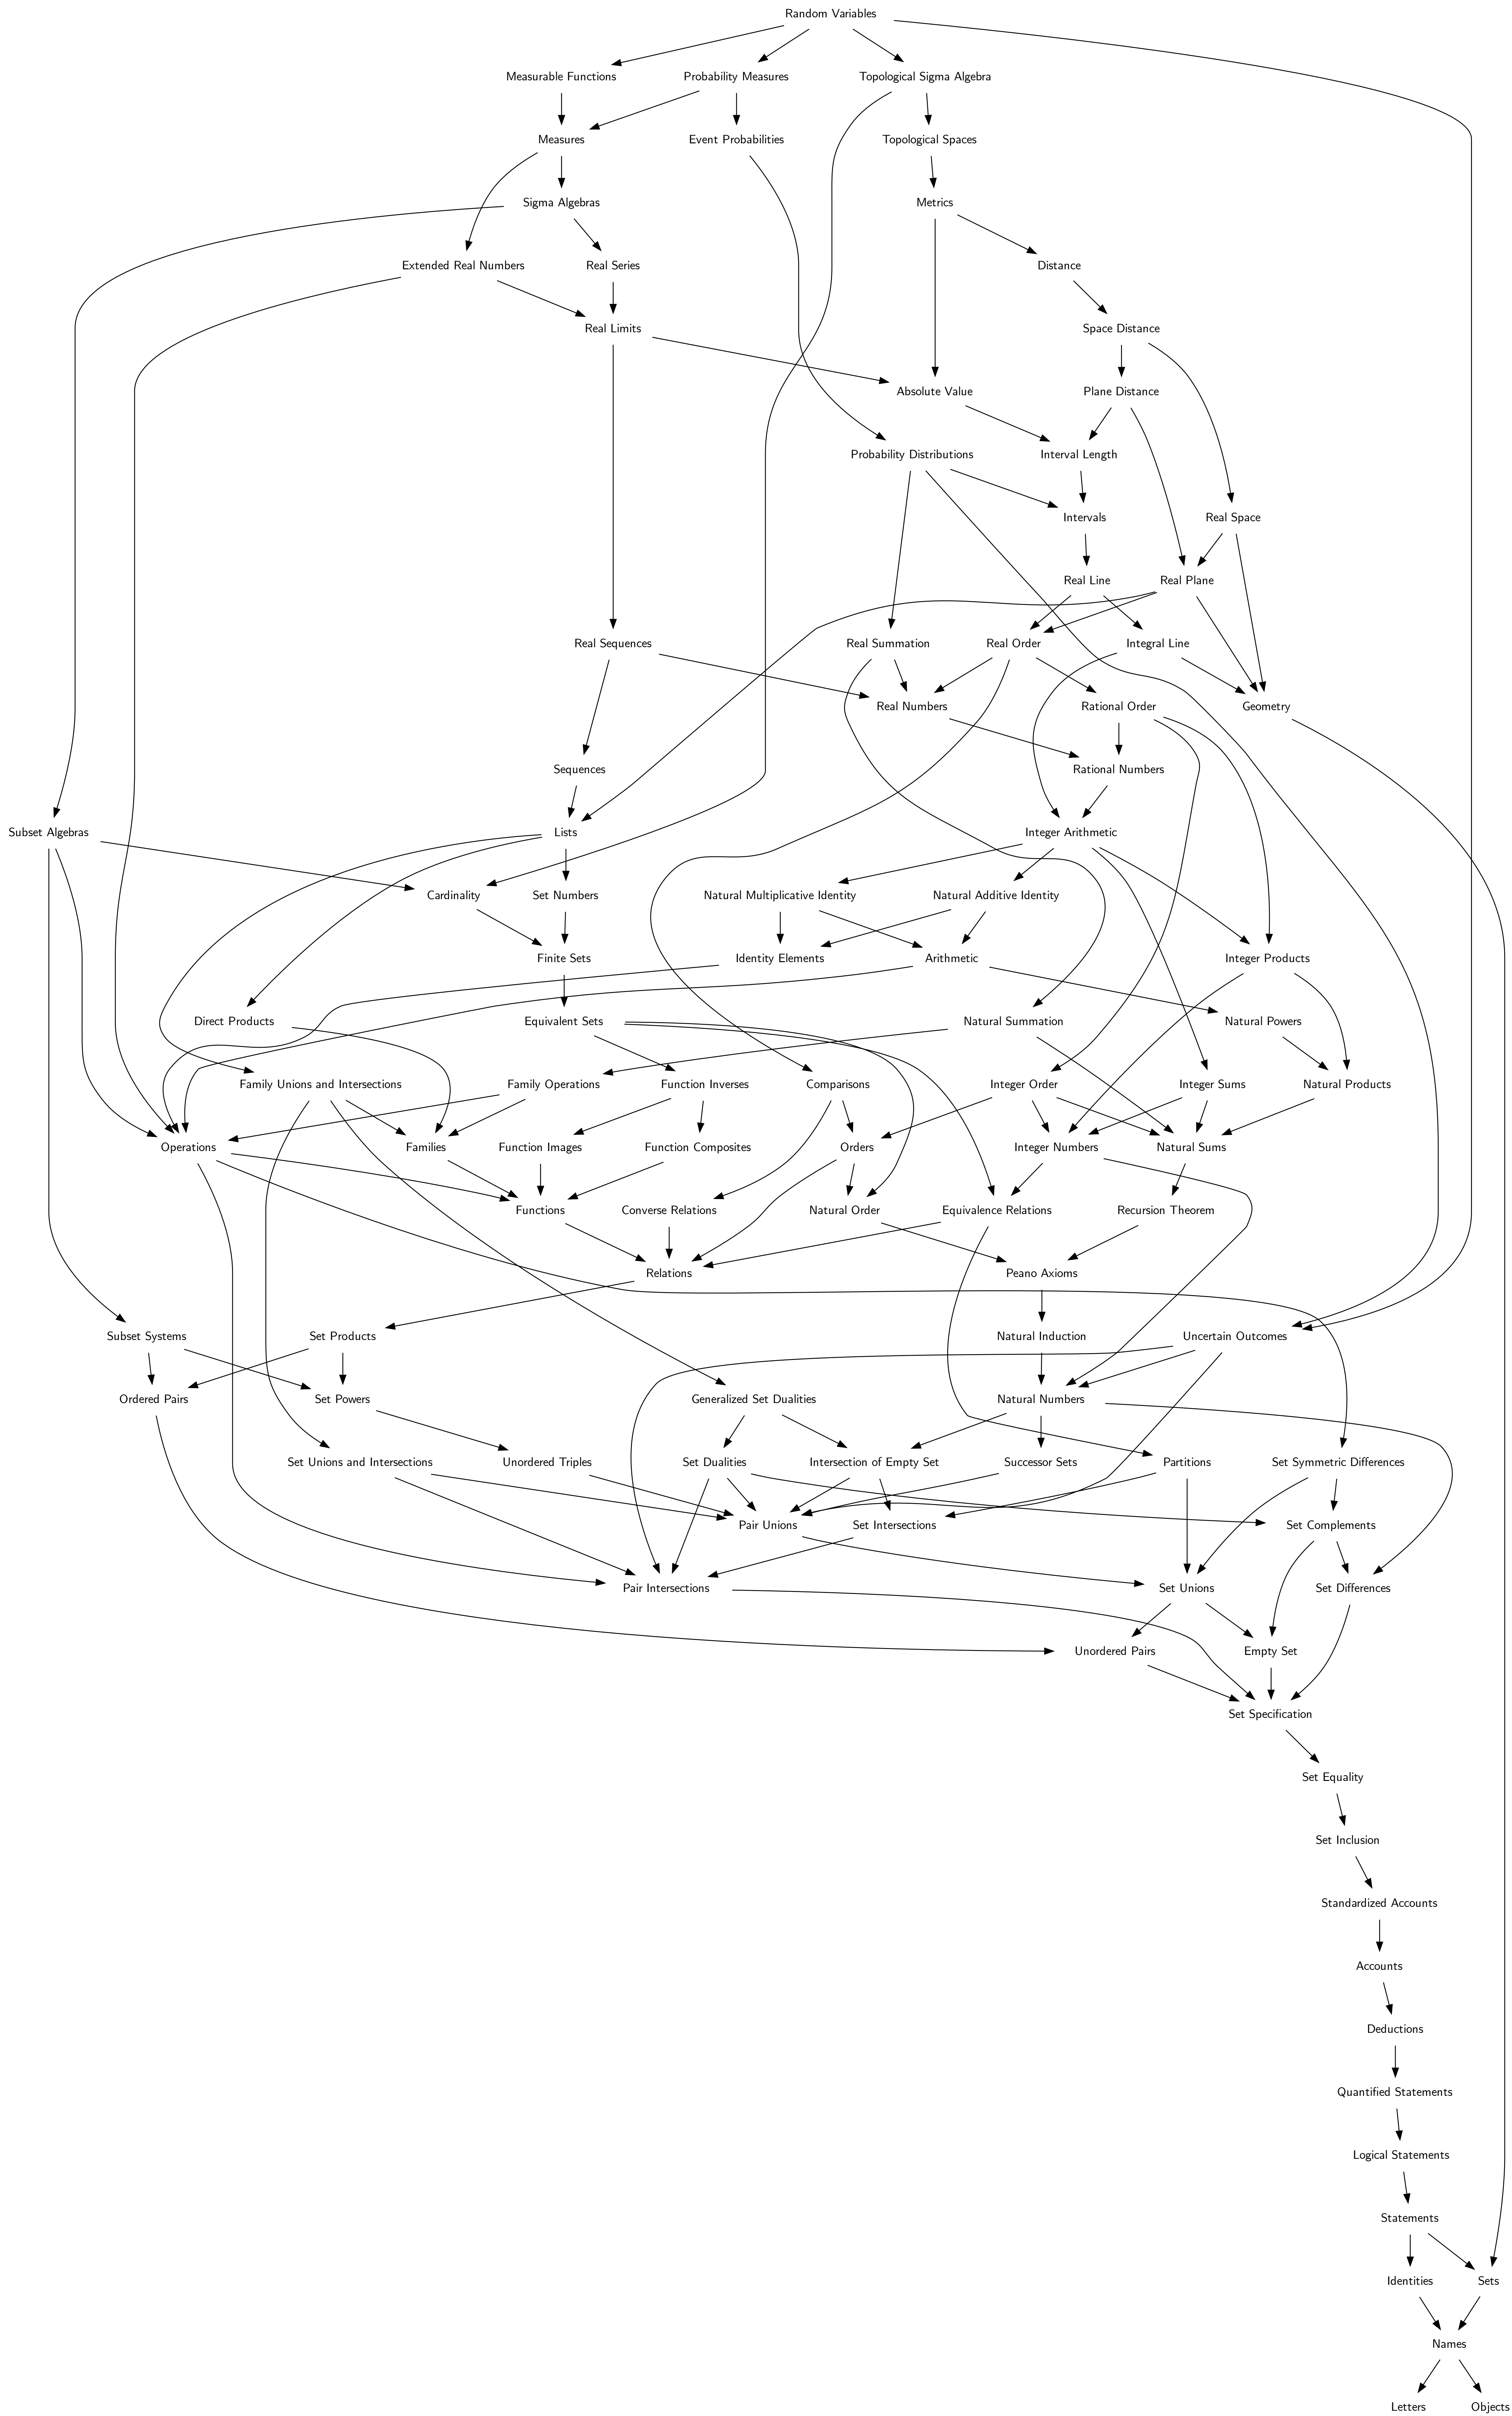 Random Variables
Measurable Functions
Probability Measures
Topological Sigma Algebra
Measures
Event Probabilities
Topological Spaces
Sigma Algebras
Metrics
Extended Real Numbers
Real Series
Distance
Real Limits
Space Distance
Absolute Value
Plane Distance
Probability Distributions
Interval Length
Intervals
Real Space
Real Line
Real Plane
Real Sequences
Real Summation
Real Order
Integral Line
Real Numbers
Rational Order
Geometry
Sequences
Rational Numbers
Subset Algebras
Lists
Integer Arithmetic
Cardinality
Set Numbers
Natural Multiplicative Identity
Natural Additive Identity
Finite Sets
Identity Elements
Arithmetic
Integer Products
Direct Products
Equivalent Sets
Natural Summation
Natural Powers
Family Unions and Intersections
Family Operations
Function Inverses
Comparisons
Integer Order
Integer Sums
Natural Products
Operations
Families
Function Images
Function Composites
Orders
Integer Numbers
Natural Sums
Functions
Converse Relations
Natural Order
Equivalence Relations
Recursion Theorem
Relations
Peano Axioms
Subset Systems
Set Products
Natural Induction
Uncertain Outcomes
Ordered Pairs
Set Powers
Generalized Set Dualities
Natural Numbers
Set Unions and Intersections
Unordered Triples
Set Dualities
Intersection of Empty Set
Successor Sets
Partitions
Set Symmetric Differences
Pair Unions
Set Intersections
Set Complements
Pair Intersections
Set Unions
Set Differences
Unordered Pairs
Empty Set
Set Specification
Set Equality
Set Inclusion
Standardized Accounts
Accounts
Deductions
Quantified Statements
Logical Statements
Statements
Identities
Sets
Names
Letters
Objects